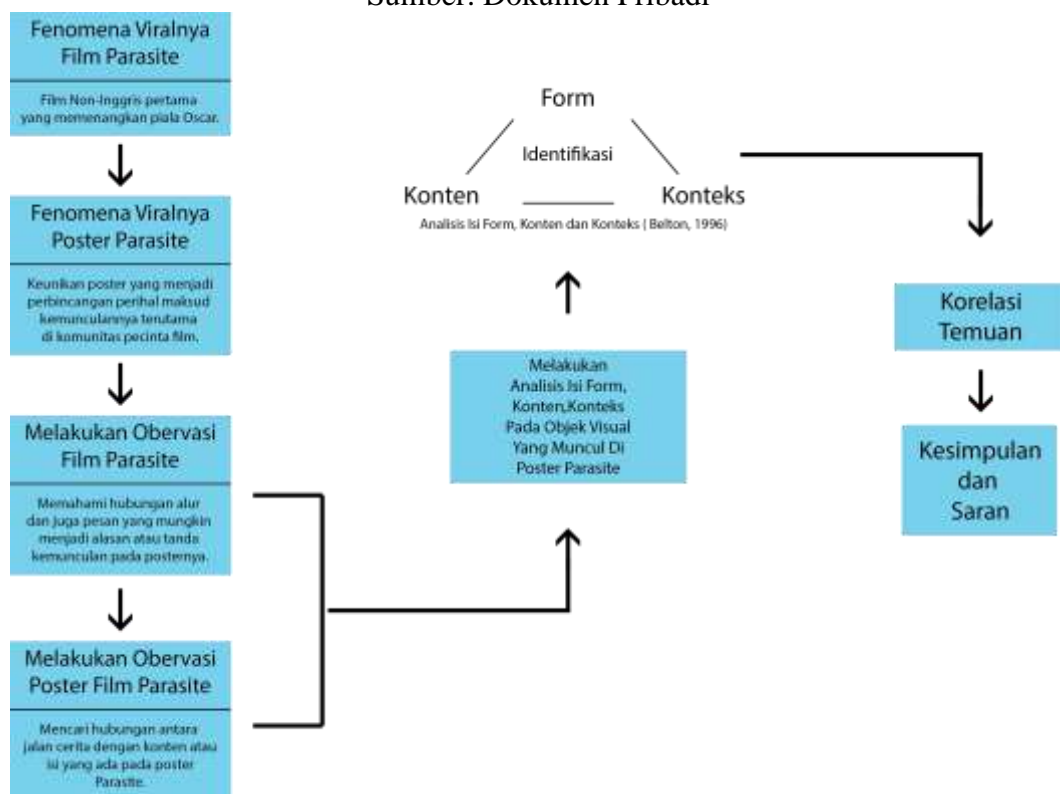 Sumber: Dokumen Pribadi
Fenomena Viralnya
Film Parasite
Film Non-Inggris pertama
yang memenangkan piala Oscar.
Fenomena Viralnya
Poster Parasite
Keunikan poster yang menjadi
perbincangan perihal maksud
kemunculannya terutama
di komunitas pecinta film.
Melakukan Obervasi
Film Parasite
Memahami hubungan alur
dan juga pesan yang mungkin
menjadi alasan atau tanda
kemunculan pada posternya.
Melakukan Obervasi
Poster Film Parasite
Mencari hubungan antara
jalan cerita dengan konten atau
isi yang ada pada poster
Parasite.
Melakukan
Analisis Isi Form,
Konten,Konteks
Pada Objek Visual
Yang Muncul Di
Poster Parasite
Form
Identifikasi
Konten Konteks
Analisis Isi Form, Konten dan Konteks ( Belton, 1996)
Korelasi
Temuan
Kesimpulan
dan
Saran